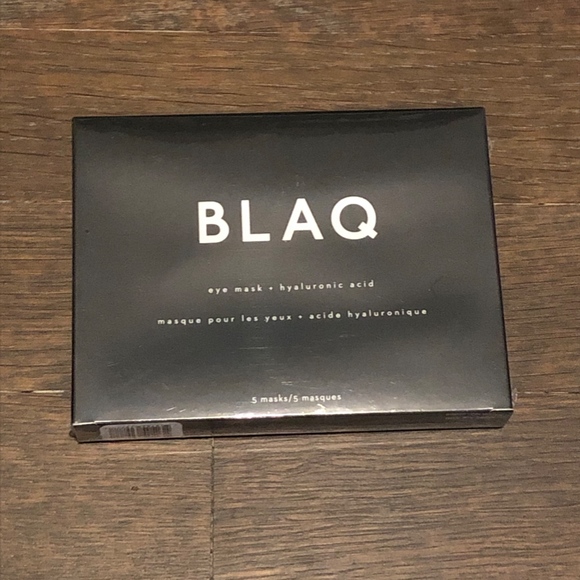 BLAQ
eye mask + hyaluronic acid
masque pour les yeux + acide hyaluronique
5 masks/5 masques